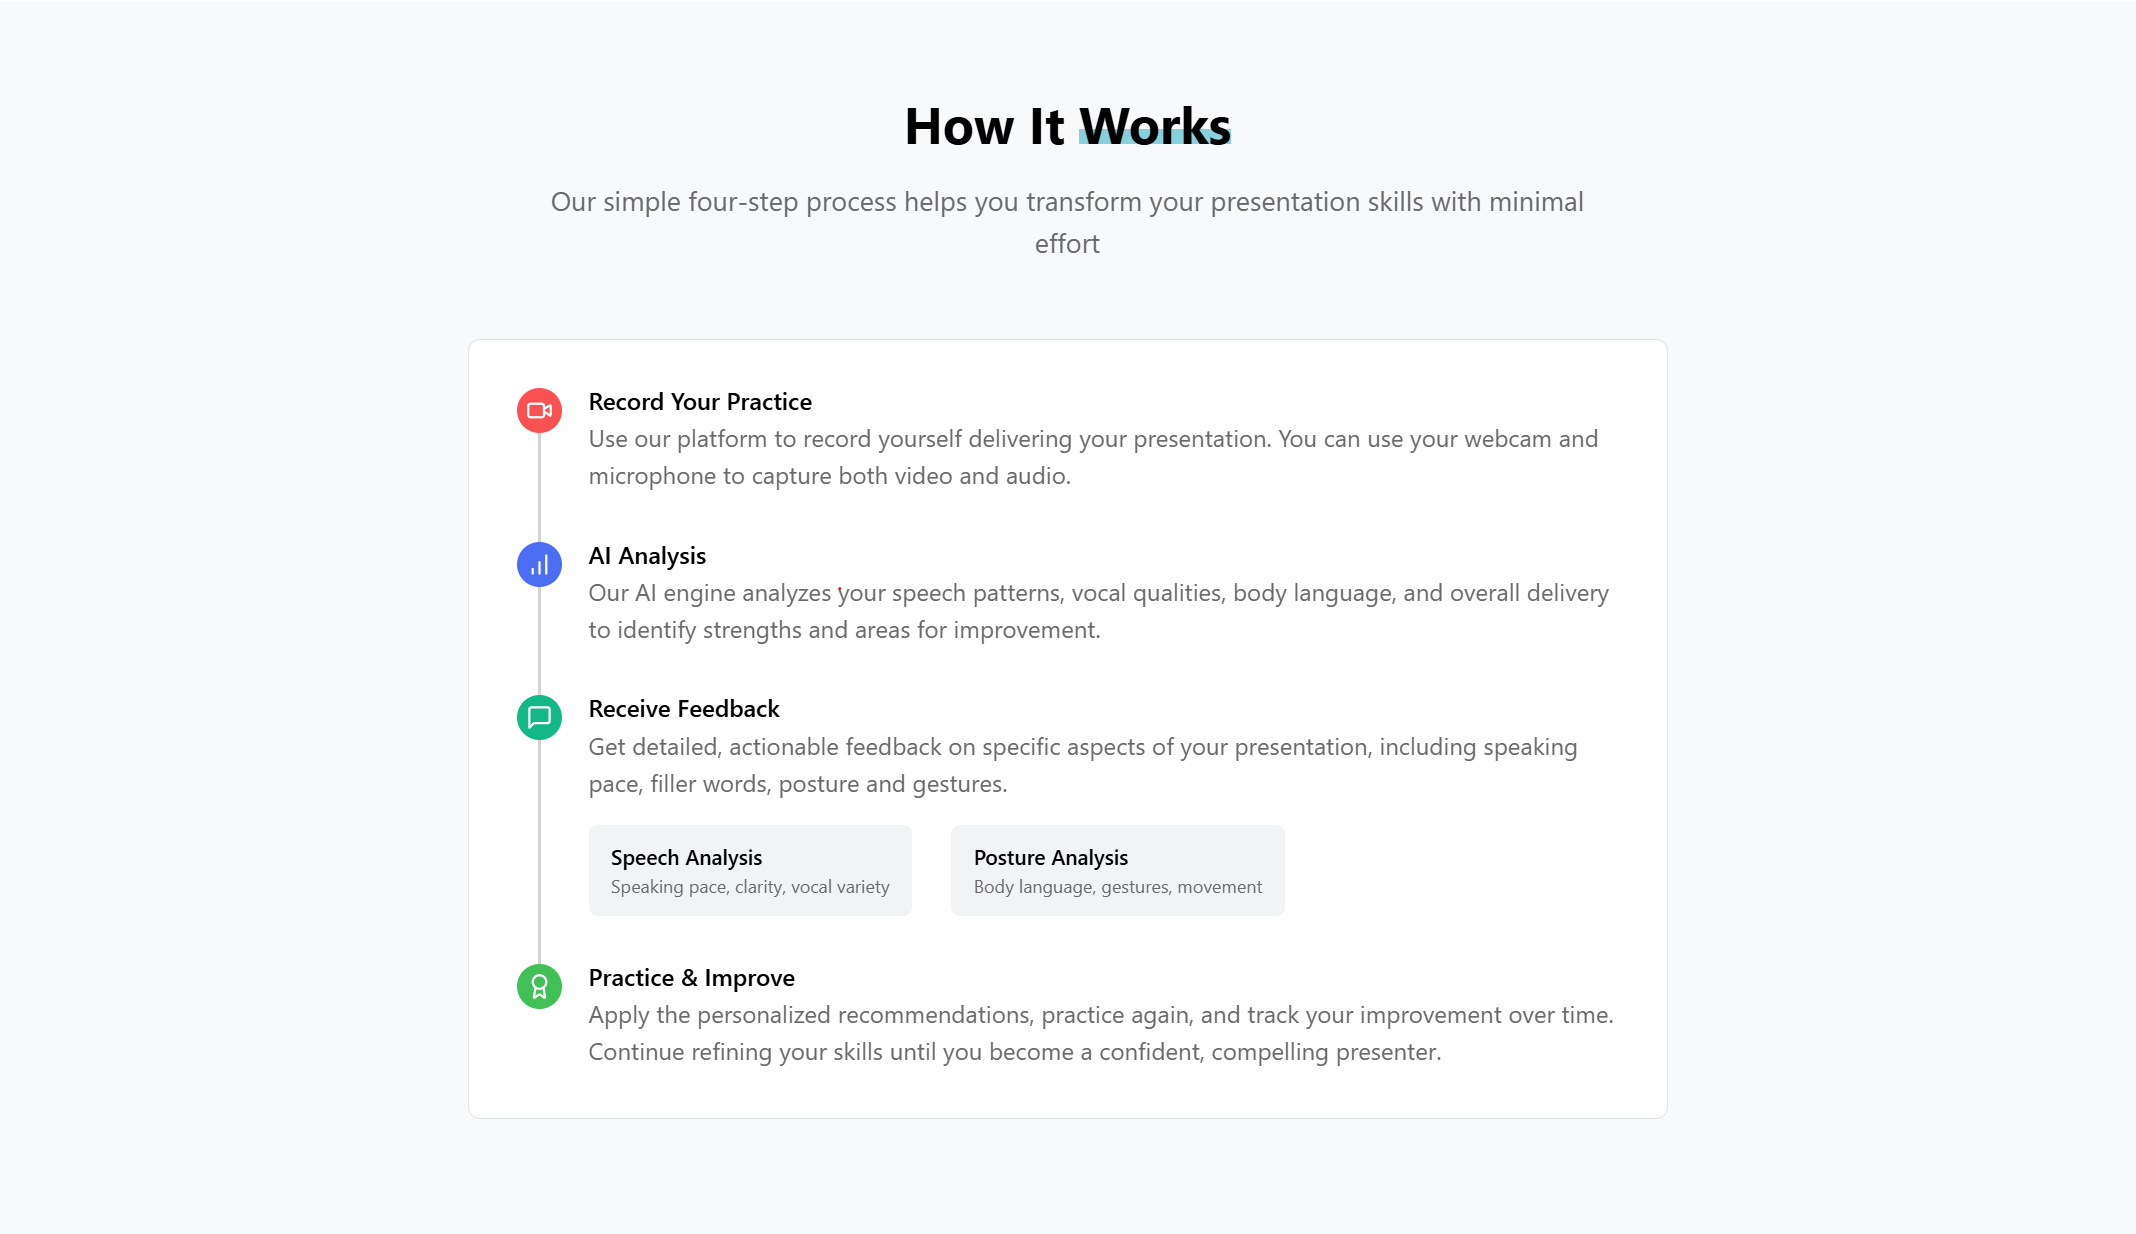 How It Works
Our simple four-step process helps you transform your presentation skills with minimal
effort
Record Your Practice
Use our platform to record yourself delivering your presentation. You can use your webcam and
microphone to capture both video and audio.
AI Analysis
Our AI engine analyzes your speech patterns, vocal qualities, body language, and overall delivery
to identify strengths and areas for improvement.
Receive Feedback
Get detailed, actionable feedback on specific aspects of your presentation, including speaking
pace, filler words, posture and gestures.
Speech Analysis
Speaking pace, clarity, vocal variety
Posture Analysis
Body language, gestures, movement
Practice & Improve
Apply the personalized recommendations, practice again, and track your improvement over time.
Continue refining your skills until you become a confident, compelling presenter.